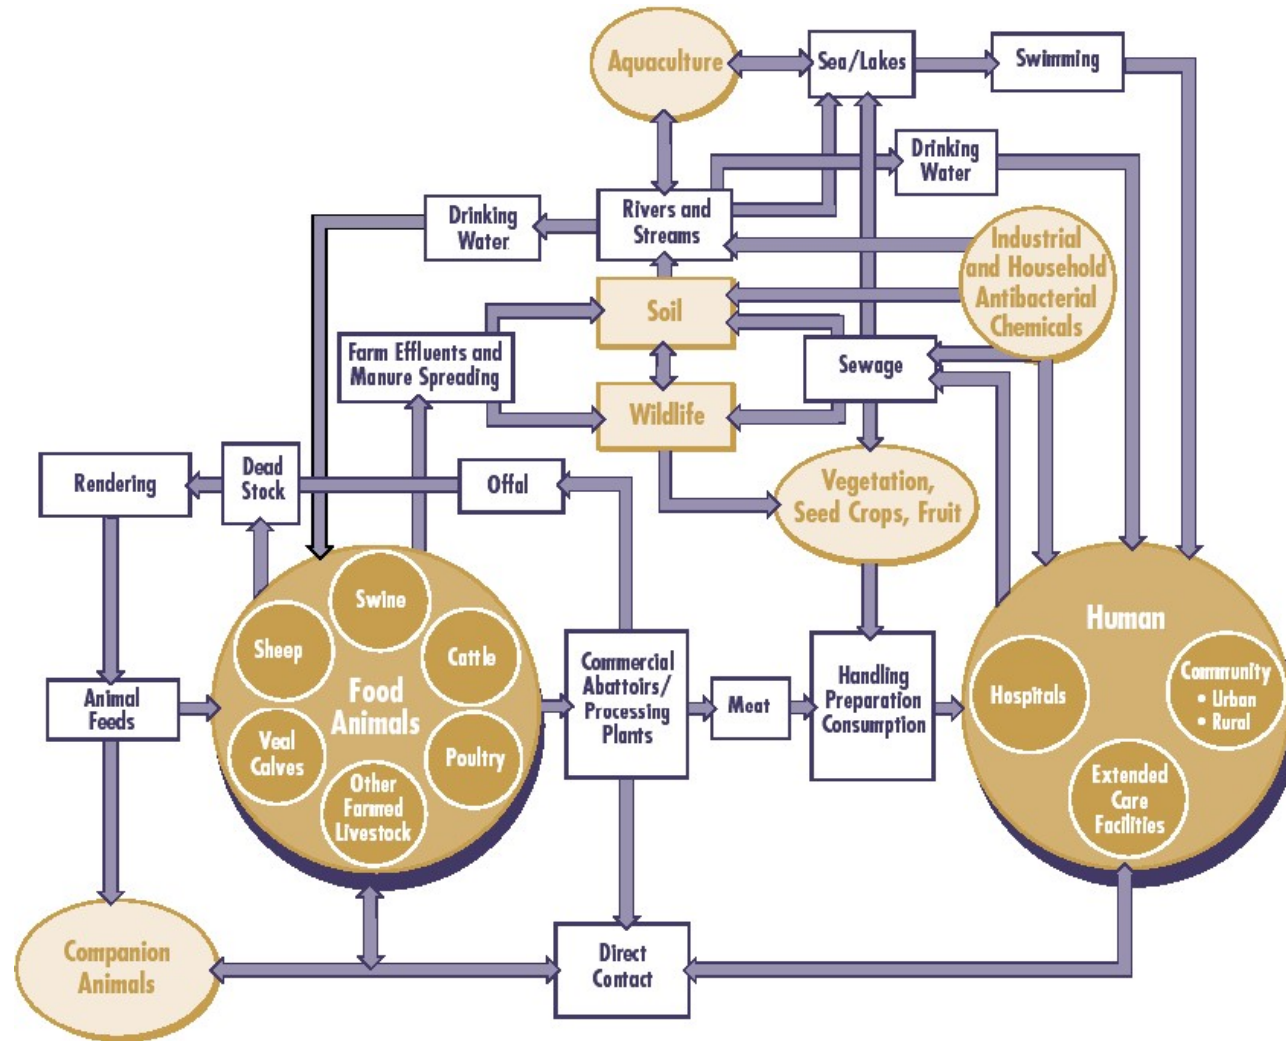 Aquaculture
Sea/Lakes
Swimming
Drinking
Water
Drinking
Water
Rivers and
Streams
Industrial
and Household
Antibacterial
Chemicals
Soil
Farm Effluents and
Manure Spreading
Sewage
Wildlife
Rendering
Dead
Stock
Offal
Vegetation,
Seed Crops, Fruit
Swine
Sheep
Cattle
Food
Animals
Veal
Calves
Poultry
Other
Farmed
Livestock
Animal
Feeds
Commercial
Abattoirs/
Processing
Plants
Meat
Handling
Preparation
Consumption
Human
Hospitals
Community
• Urban
• Rural
Extended
Care
Facilities
Companion
Animals
Direct
Contact